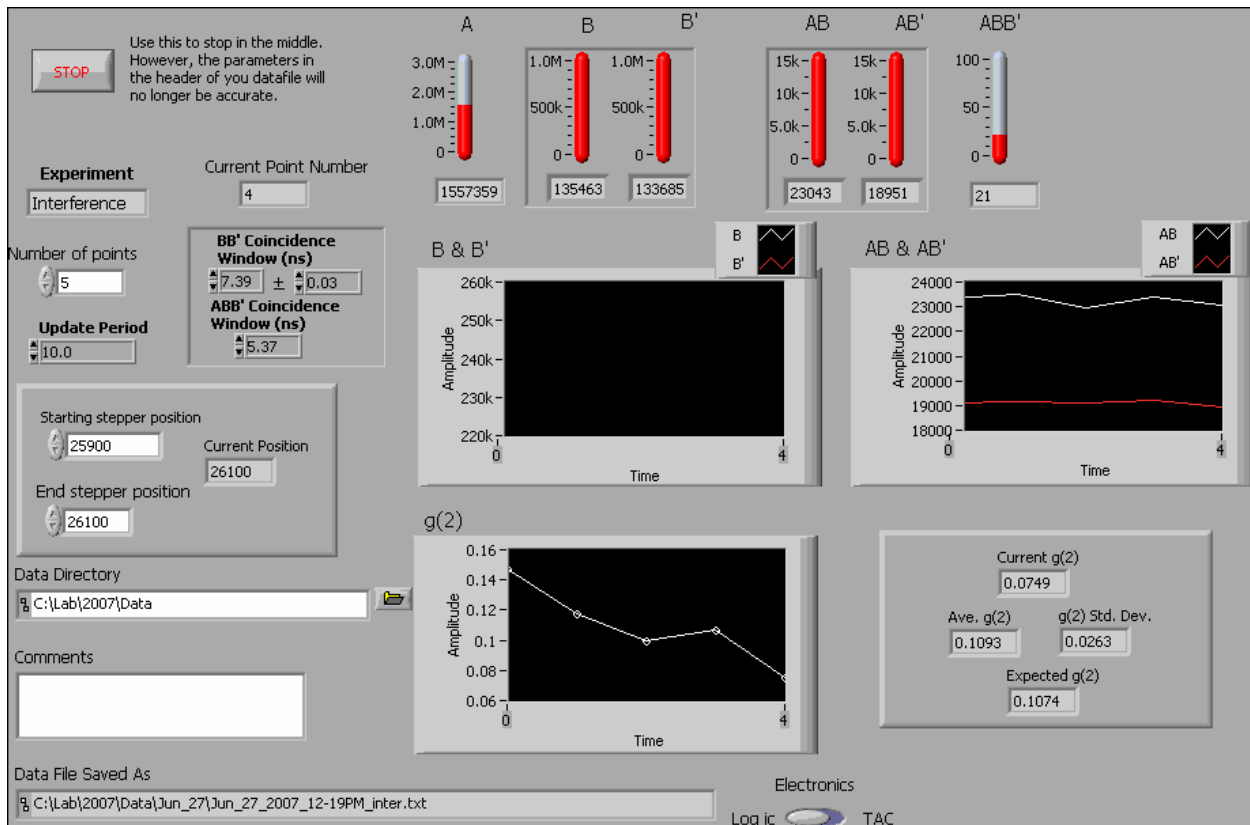 STOP
Use this to stop in the middle.
However, the parameters in
the header of you datafile will
no longer be accurate.
A
3.0M
2.0M
1.0M
0
1557359
B
B'
1.0M
500k
0
1.0M
500k
0
135463
133685
AB
AB'
15k
10k
5.0k
0
15k
10k
5.0k
0
23043
18951
ABB'
100
50
0
21
Experiment
Interference
Current Point Number
4
Number of points
5
Update Period
10.0
BB' Coincidence
Window (ns)
7.39 ± 0.03
ABB' Coincidence
Window (ns)
5.37
B & B'
B
B'
260k
250k
240k
230k
220k
Amplitude
0
4
Time
AB & AB'
AB
AB'
24000
23000
22000
21000
20000
19000
18000
Amplitude
0
4
Time
Starting stepper position
25900
Current Position
26100
End stepper position
26100
g(2)
0.16
0.14
0.12
0.1
0.08
0.06
Amplitude
0
4
Time
Current g(2)
0.0749
Ave. g(2)
0.1093
g(2) Std. Dev.
0.0263
Expected g(2)
0.1074
Data Directory
C:\Lab\2007\Data
Comments
Data File Saved As
C:\Lab\2007\Data\Jun_27\Jun_27_2007_12-19PM_inter.txt
Electronics
Logic
TAC